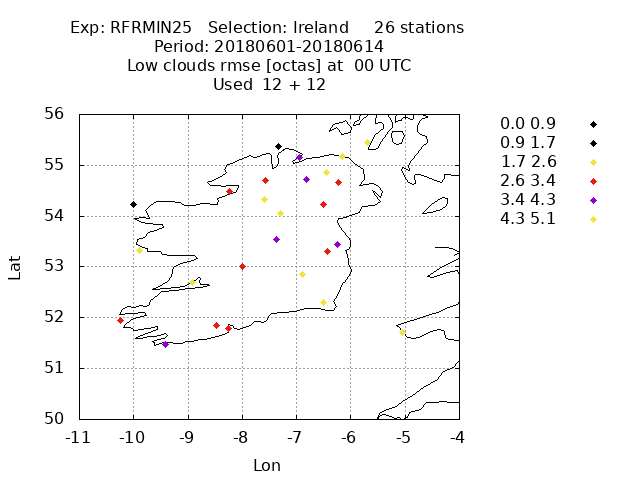 Exp: RFRMIN25 Selection: Ireland 26 stations
Period: 20180601-20180614
Low clouds rmse [octas] at 00 UTC
Used 12 + 12
56
55
54
53
52
51
50
-11 -10 -9 -8 -7 -6 -5 -4
Lat
Lon
0.0 0.9
0.9 1.7
1.7 2.6
2.6 3.4
3.4 4.3
4.3 5.1